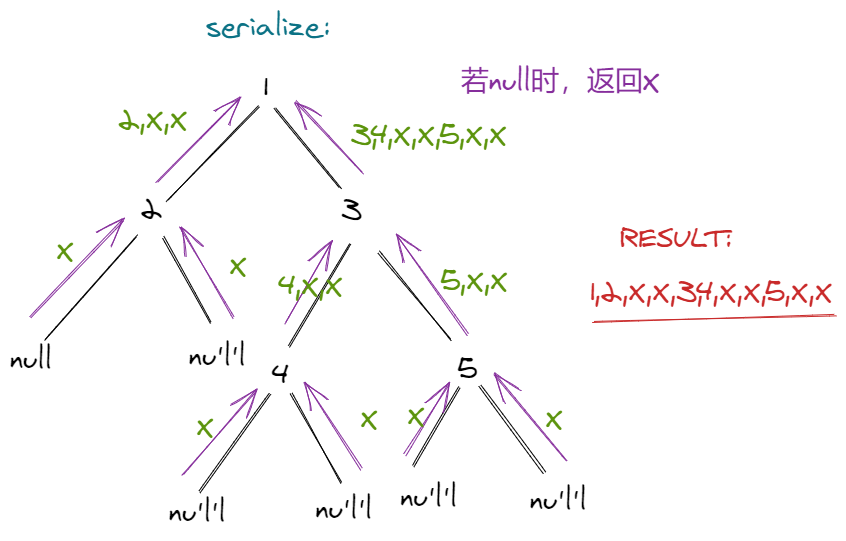 serialize:
若null时，返回X
1
2,X,X
3,4,X,X,5,X,X
2
3
RESULT:
X
X
4,X,X
5,X,X
1,2,X,X,3,4,X,X,5,X,X
null
null
4
5
X
X
X
X
null
null
null
null